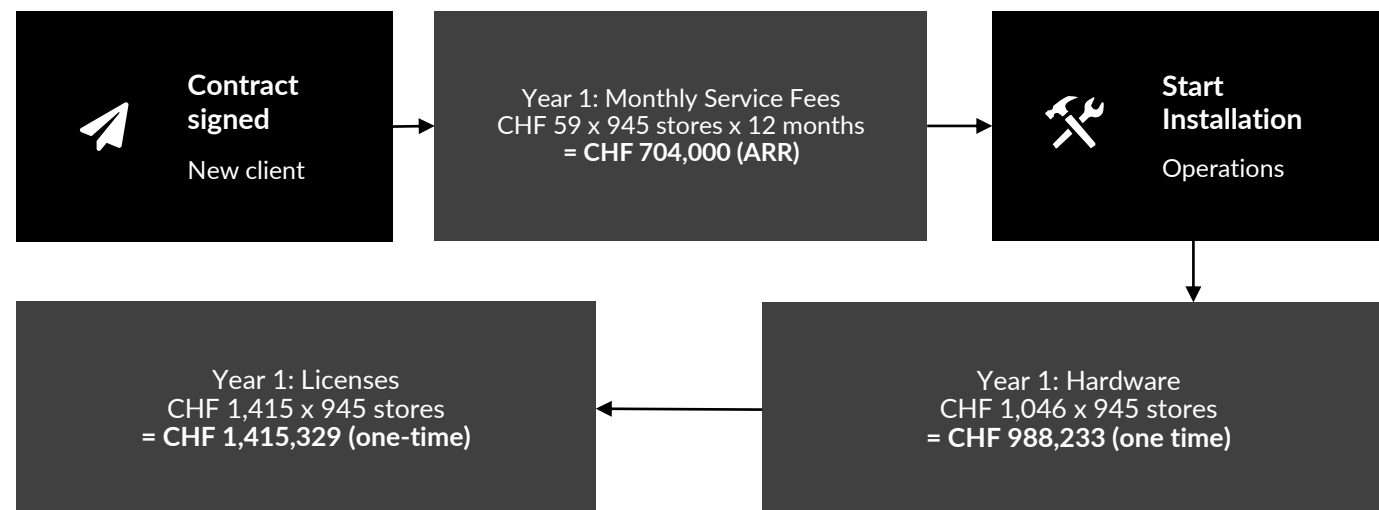 Contract
signed
New client
Year 1: Monthly Service Fees
CHF 59 x 945 stores x 12 months
= CHF 704,000 (ARR)
Start
Installation
Operations
Year 1: Hardware
CHF 1,046 x 945 stores
= CHF 988,233 (one time)
Year 1: Licenses
CHF 1,415 x 945 stores
= CHF 1,415,329 (one-time)